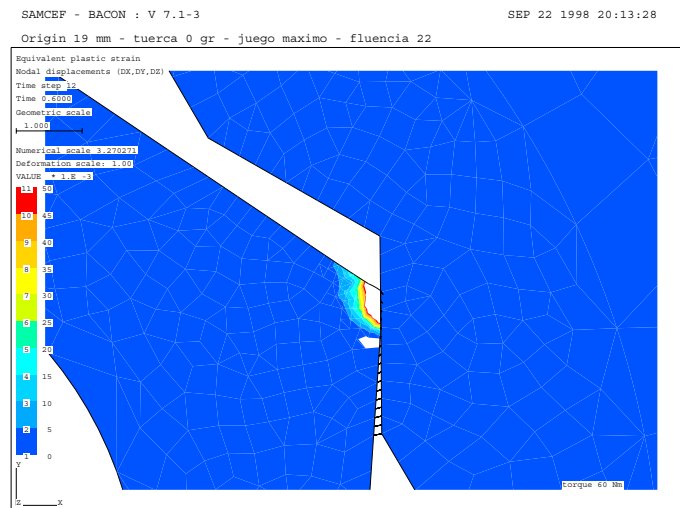 SAMCEF - BACON : V 7.1-3 SEP 22 1998 20:13:28
Origin 19 mm - tuerca 0 gr - juego maximo - fluencia 22
Equivalent plastic strain
Nodal displacements (DX,DY,DZ)
Time step 12
Time 0.6000
Geometric scale
1.000
Numerical scale 3.270271
Deformation scale: 1.00
VALUE * 1.E -3
11 50
10 45
9 40
8 35
7 30
6 25
5 20
4 15
3 10
2 5
1 0
Y
Z X
torque 60 Nm